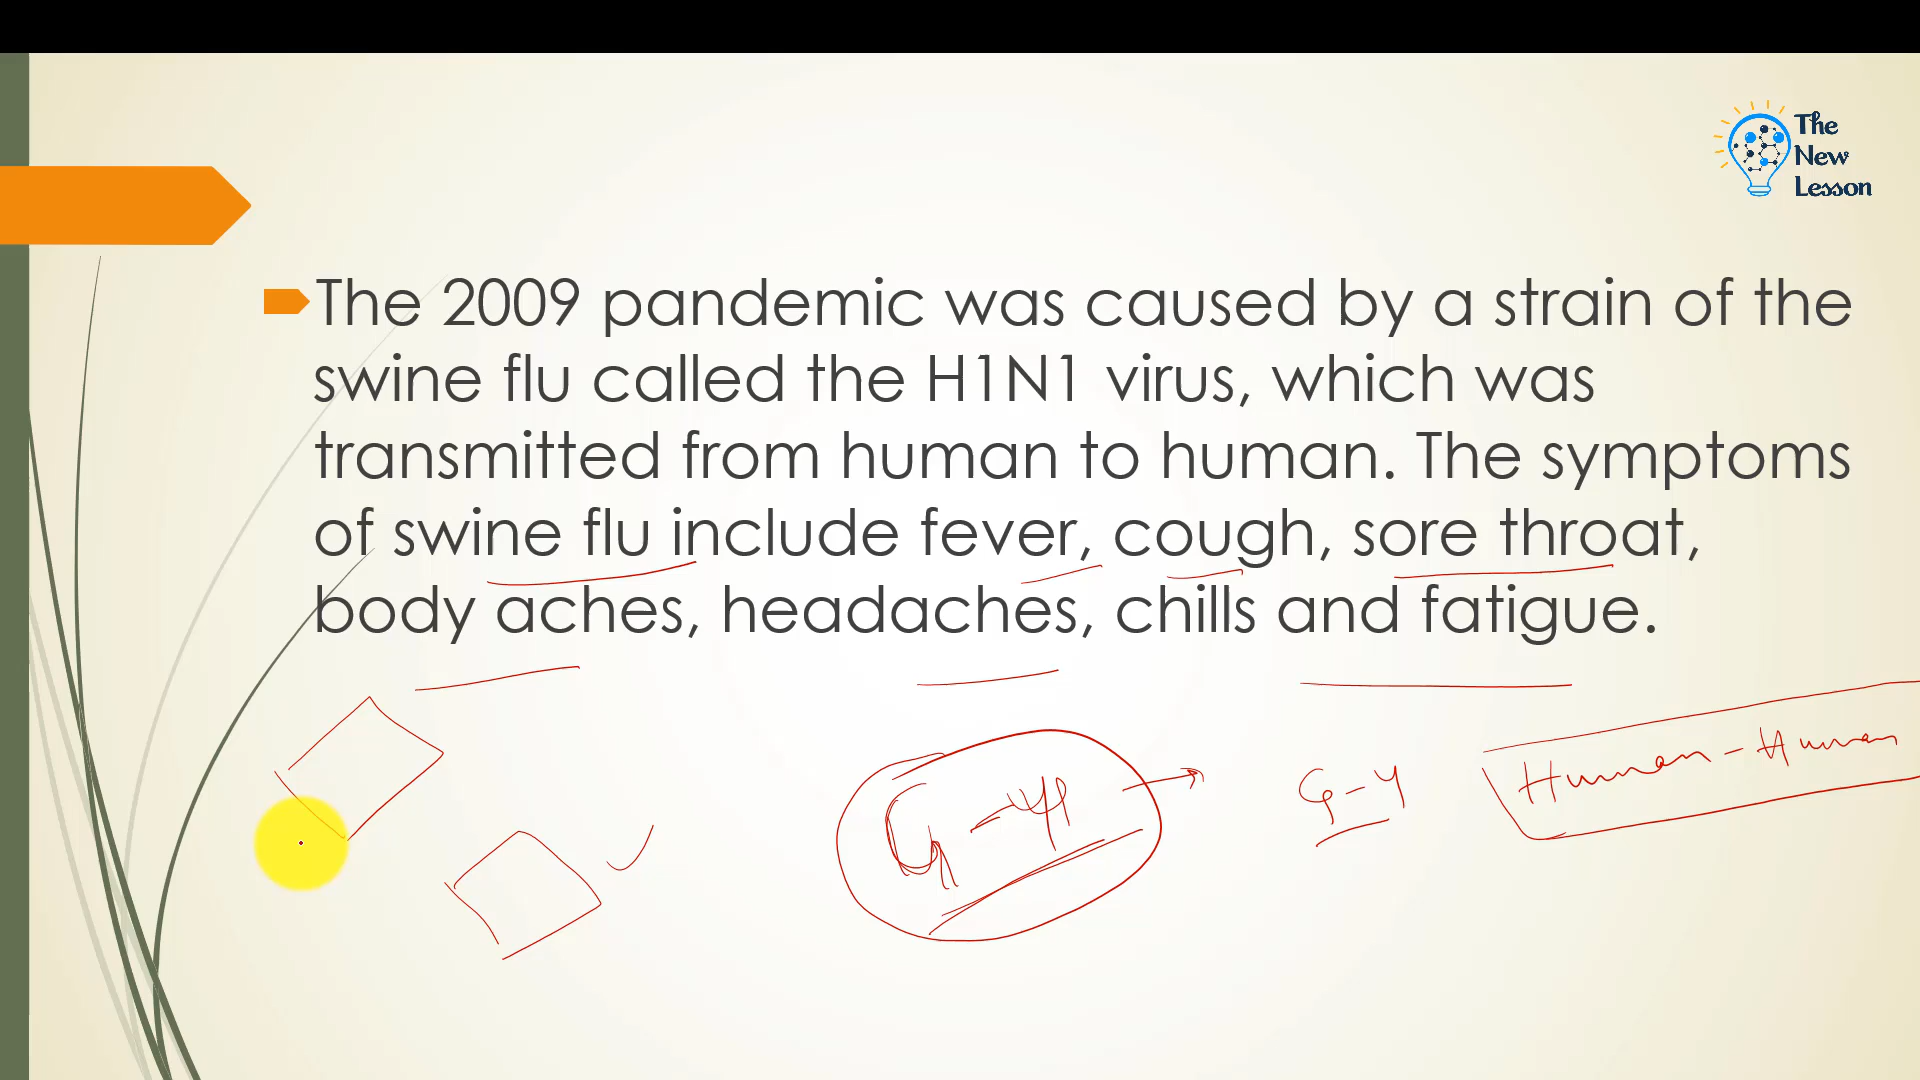 The
New
Lesson
The 2009 pandemic was caused by a strain of the
swine flu called the H1N1 virus, which was
transmitted from human to human. The symptoms
of swine flu include fever, cough, sore throat,
body aches, headaches, chills and fatigue.
G-4
G-4
Human-Human